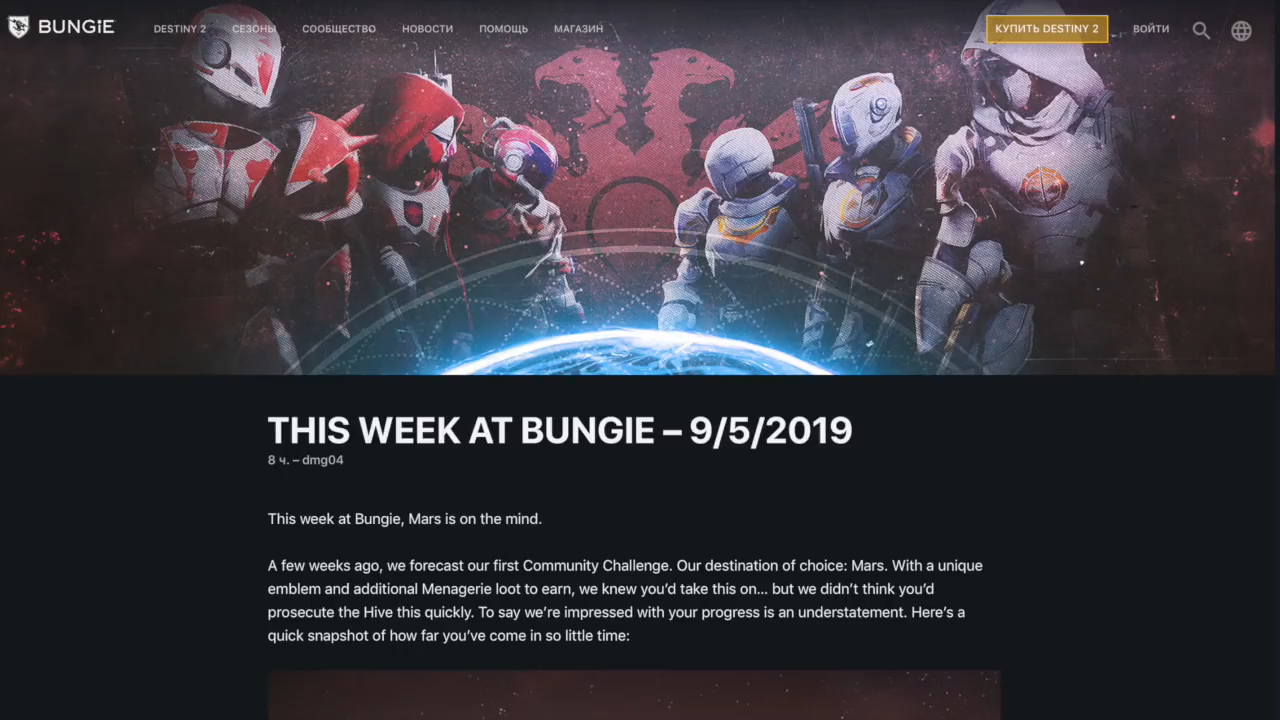 BUNGiE DESTINY 2 СЕЗОНЫ СООБЩЕСТВО НОВОСТИ ПОМОЩЬ МАГАЗИН КУПИТЬ DESTINY 2 ВОЙТИ
THIS WEEK AT BUNGIE – 9/5/2019
8 ч. – dmg04
This week at Bungie, Mars is on the mind.
A few weeks ago, we forecast our first Community Challenge. Our destination of choice: Mars. With a unique
emblem and additional Menagerie loot to earn, we knew you’d take this on... but we didn’t think you’d
prosecute the Hive this quickly. To say we’re impressed with your progress is an understatement. Here’s a
quick snapshot of how far you’ve come in so little time: